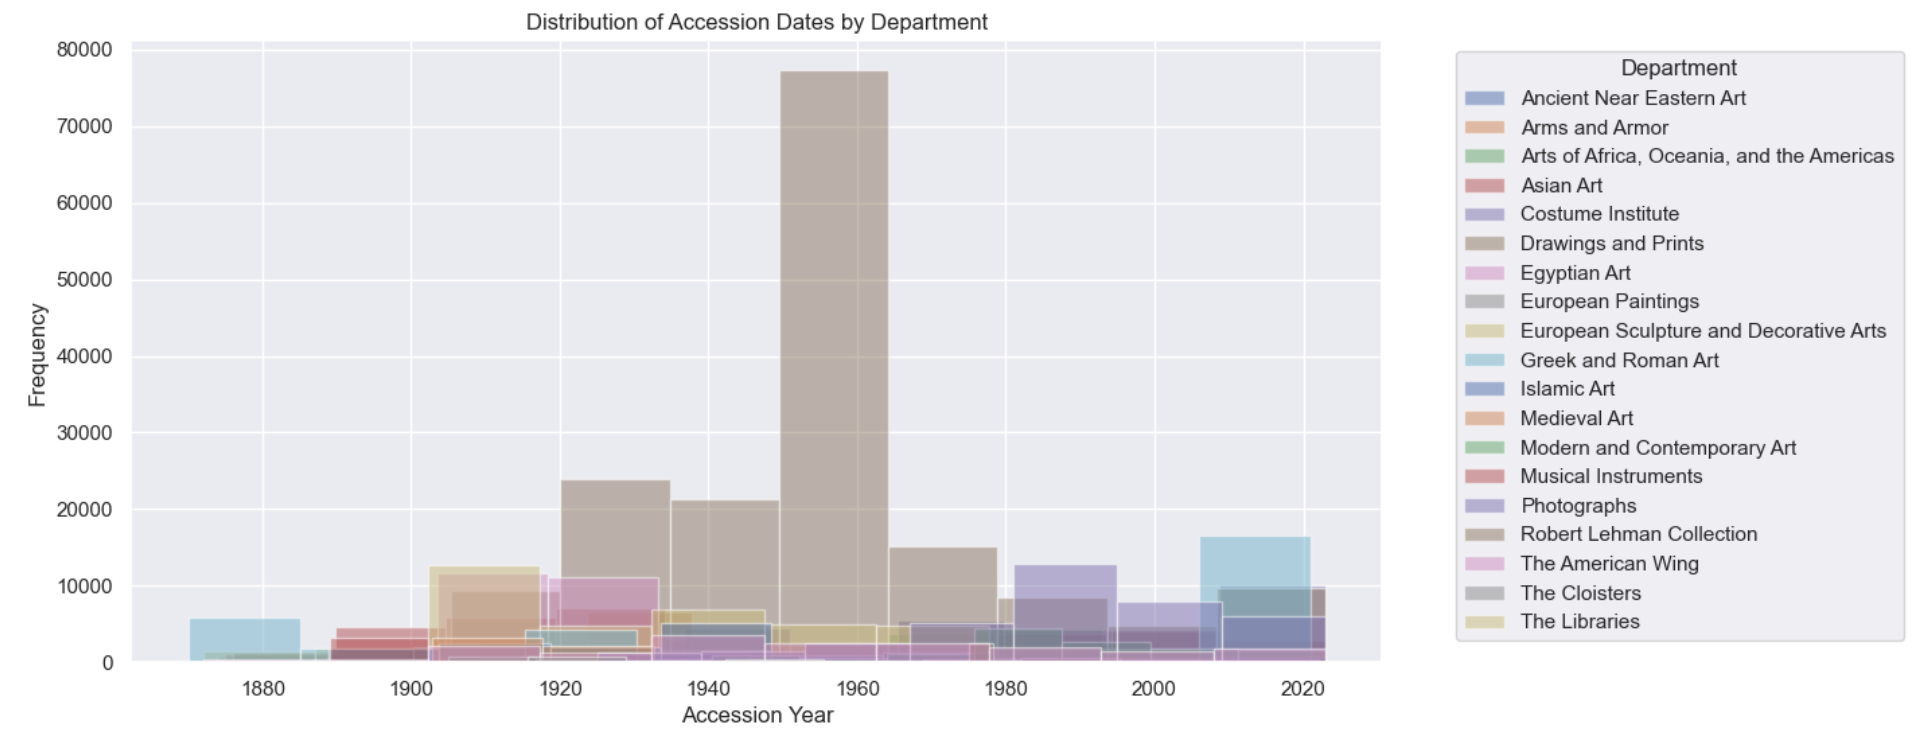 Distribution of Accession Dates by Department
80000
70000
60000
50000
40000
30000
20000
10000
0
Frequency
1880 1900 1920 1940 1960 1980 2000 2020
Accession Year
Department
Ancient Near Eastern Art
Arms and Armor
Arts of Africa, Oceania, and the Americas
Asian Art
Costume Institute
Drawings and Prints
Egyptian Art
European Paintings
European Sculpture and Decorative Arts
Greek and Roman Art
Islamic Art
Medieval Art
Modern and Contemporary Art
Musical Instruments
Photographs
Robert Lehman Collection
The American Wing
The Cloisters
The Libraries